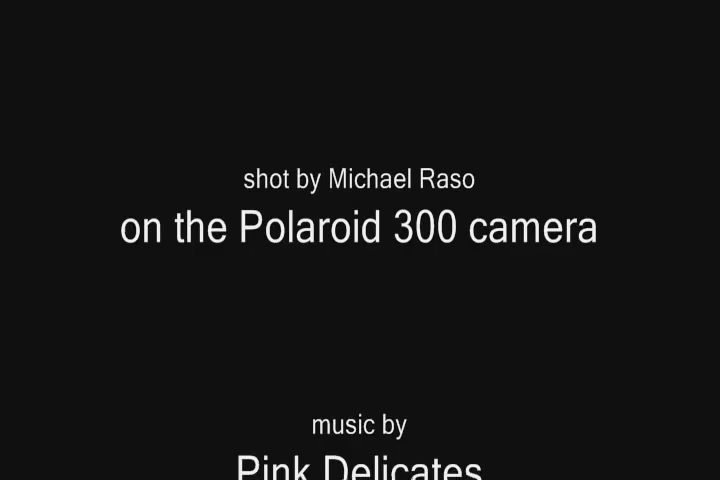 shot by Michael Raso
on the Polaroid 300 camera
music by
Pink Delicates